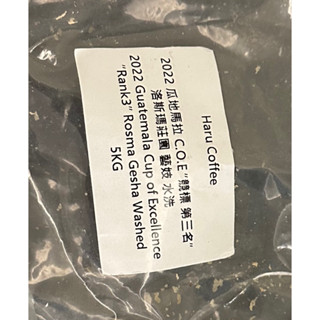 Haru Coffee
2022 瓜地馬拉 C.O.E "競標 第三名"
洛斯瑪莊園 藝妓 水洗
2022 Guatemala Cup of Excellence
"Rank3" Rosma Gesha Washed
5KG